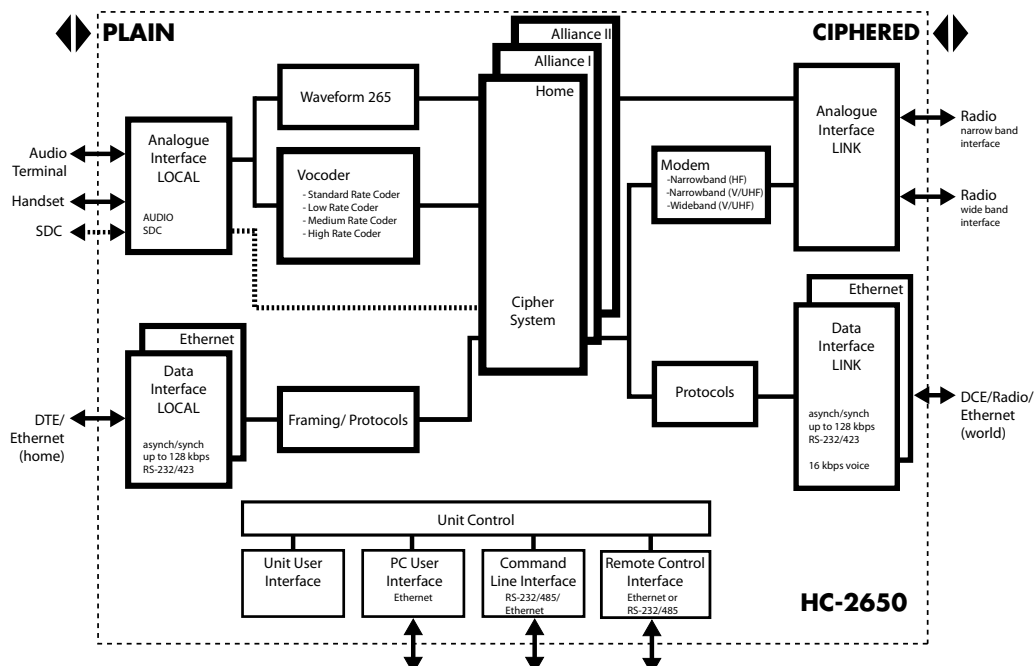 PLAIN
CIPHERED
Alliance II
Alliance I
Home
Cipher
System
Waveform 265
Vocoder
- Standard Rate Coder
- Low Rate Coder
- Medium Rate Coder
- High Rate Coder
Audio
Terminal
Handset
SDC
Analogue
Interface
LOCAL
AUDIO
SDC
Modem
-Narrowband (HF)
-Narrowband (V/UHF)
-Wideband (V/UHF)
Analogue
Interface
LINK
Radio
narrow band
interface
Radio
wide band
interface
DTE/
Ethernet
(home)
Ethernet
Data
Interface
LOCAL
asynch/synch
up to 128 kbps
RS-232/423
Framing/ Protocols
Protocols
Ethernet
Data
Interface
LINK
asynch/synch
up to 128 kbps
RS-232/423
16 kbps voice
DCE/Radio/
Ethernet
(world)
Unit Control
Unit User
Interface
PC User
Interface
Ethernet
Command
Line Interface
RS-232/485/
Ethernet
Remote Control
Interface
Ethernet or
RS-232/485
HC-2650